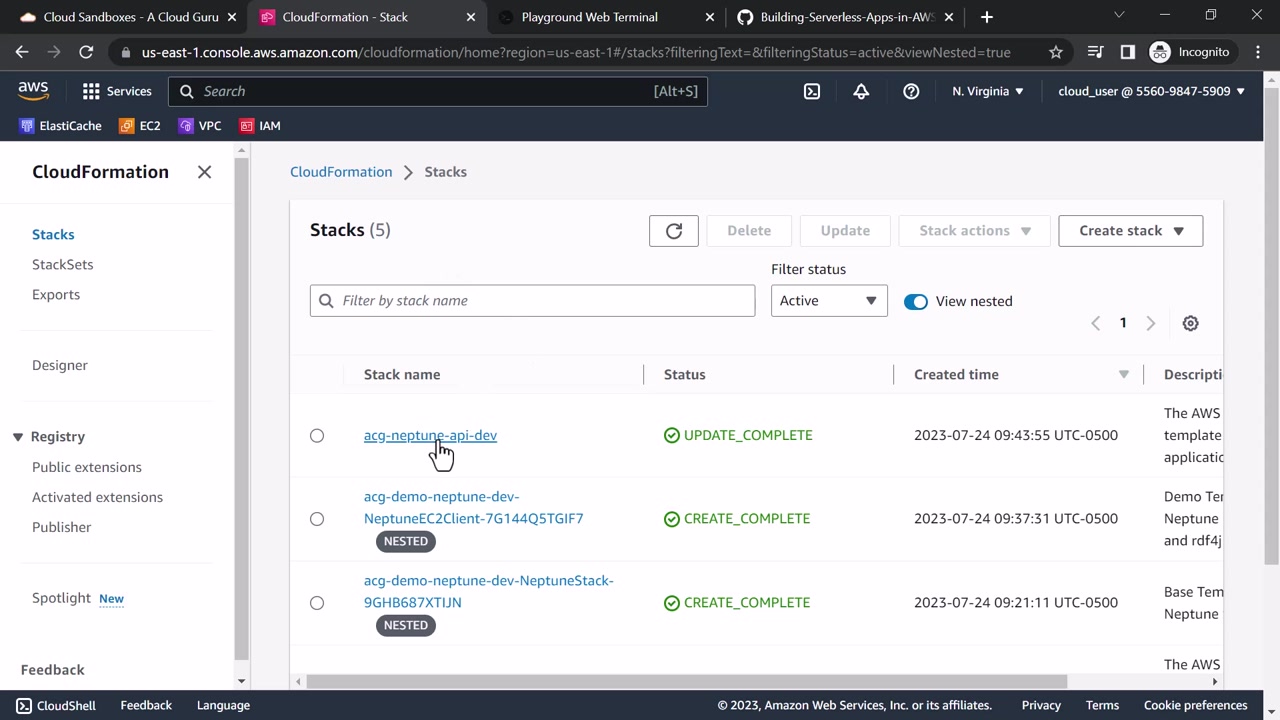 Cloud Sandboxes - A Cloud Guru
CloudFormation - Stack
Playground Web Terminal
Building-Serverless-Apps-in-AWS
us-east-1.console.aws.amazon.com/cloudformation/home?region=us-east-1#/stacks?filteringText=&filteringStatus=active&viewNested=true
Incognito
aws
Services
Search
[Alt+S]
N. Virginia
cloud_user @ 5560-9847-5909
ElastiCache
EC2
VPC
IAM
CloudFormation
Stacks
StackSets
Exports
Designer
Registry
Public extensions
Activated extensions
Publisher
Spotlight New
Feedback
CloudFormation > Stacks
Stacks (5)
Delete
Update
Stack actions
Create stack
Filter status
Filter by stack name
Active
View nested
1
Stack name
Status
Created time
Descripti
acg-neptune-api-dev
UPDATE_COMPLETE
2023-07-24 09:43:55 UTC-0500
The AWS
template
applicatio
acg-demo-neptune-dev-
NeptuneEC2Client-7G144Q5TGIF7
NESTED
CREATE_COMPLETE
2023-07-24 09:37:31 UTC-0500
Demo Ter
Neptune
and rdf4j
acg-demo-neptune-dev-NeptuneStack-
9GHB687XTIJN
NESTED
CREATE_COMPLETE
2023-07-24 09:21:11 UTC-0500
Base Tem
Neptune
The AWS
CloudShell
Feedback
Language
© 2023, Amazon Web Services, Inc. or its affiliates.
Privacy
Terms
Cookie preferences